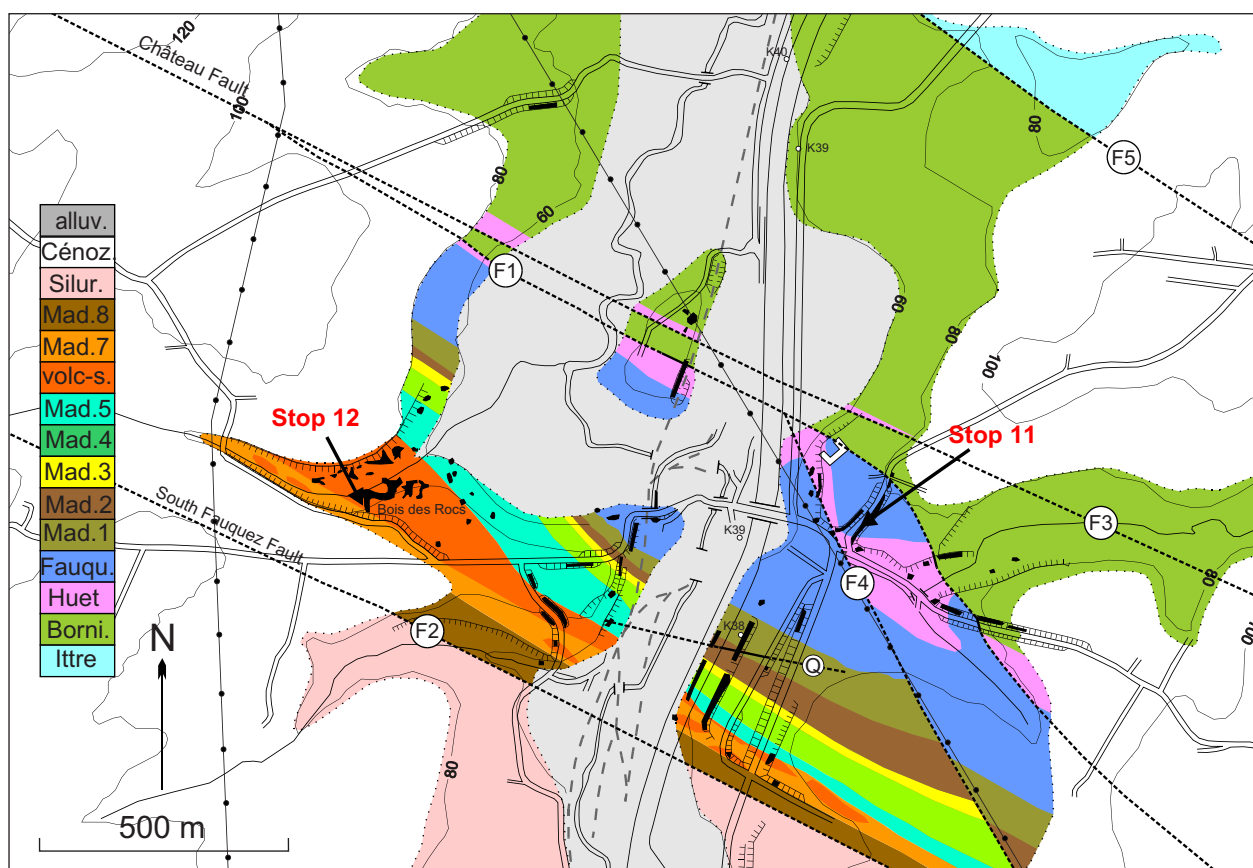 Château Fault
120
100
K40
K39
80
F5
80
60
F1
alluv.
Cénoz.
Silur.
Mad.8
Mad.7
volc-s.
Mad.5
Mad.4
Mad.3
Mad.2
Mad.1
Fauqu.
Huet
Borni.
Ittre
60
80
100
Stop 12
Stop 11
Bois des Rocs
South Fauquez Fault
K39
F3
F4
80
F2
K38
Q
100
N
80
500 m